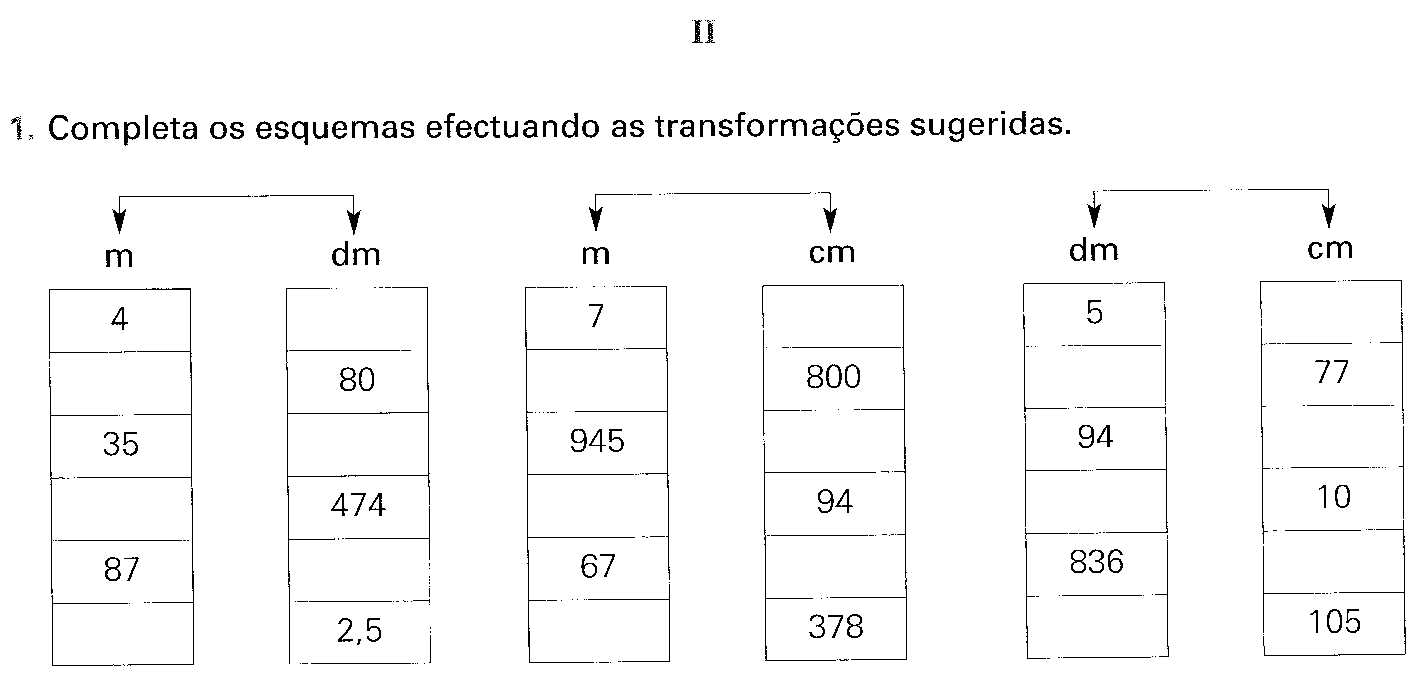 II
1. Completa os esquemas efectuando as transformações sugeridas.
m dm m cm dm cm
4 7 5
80 800 77
35 945 94
474 94 10
87 67 836
2,5 378 105